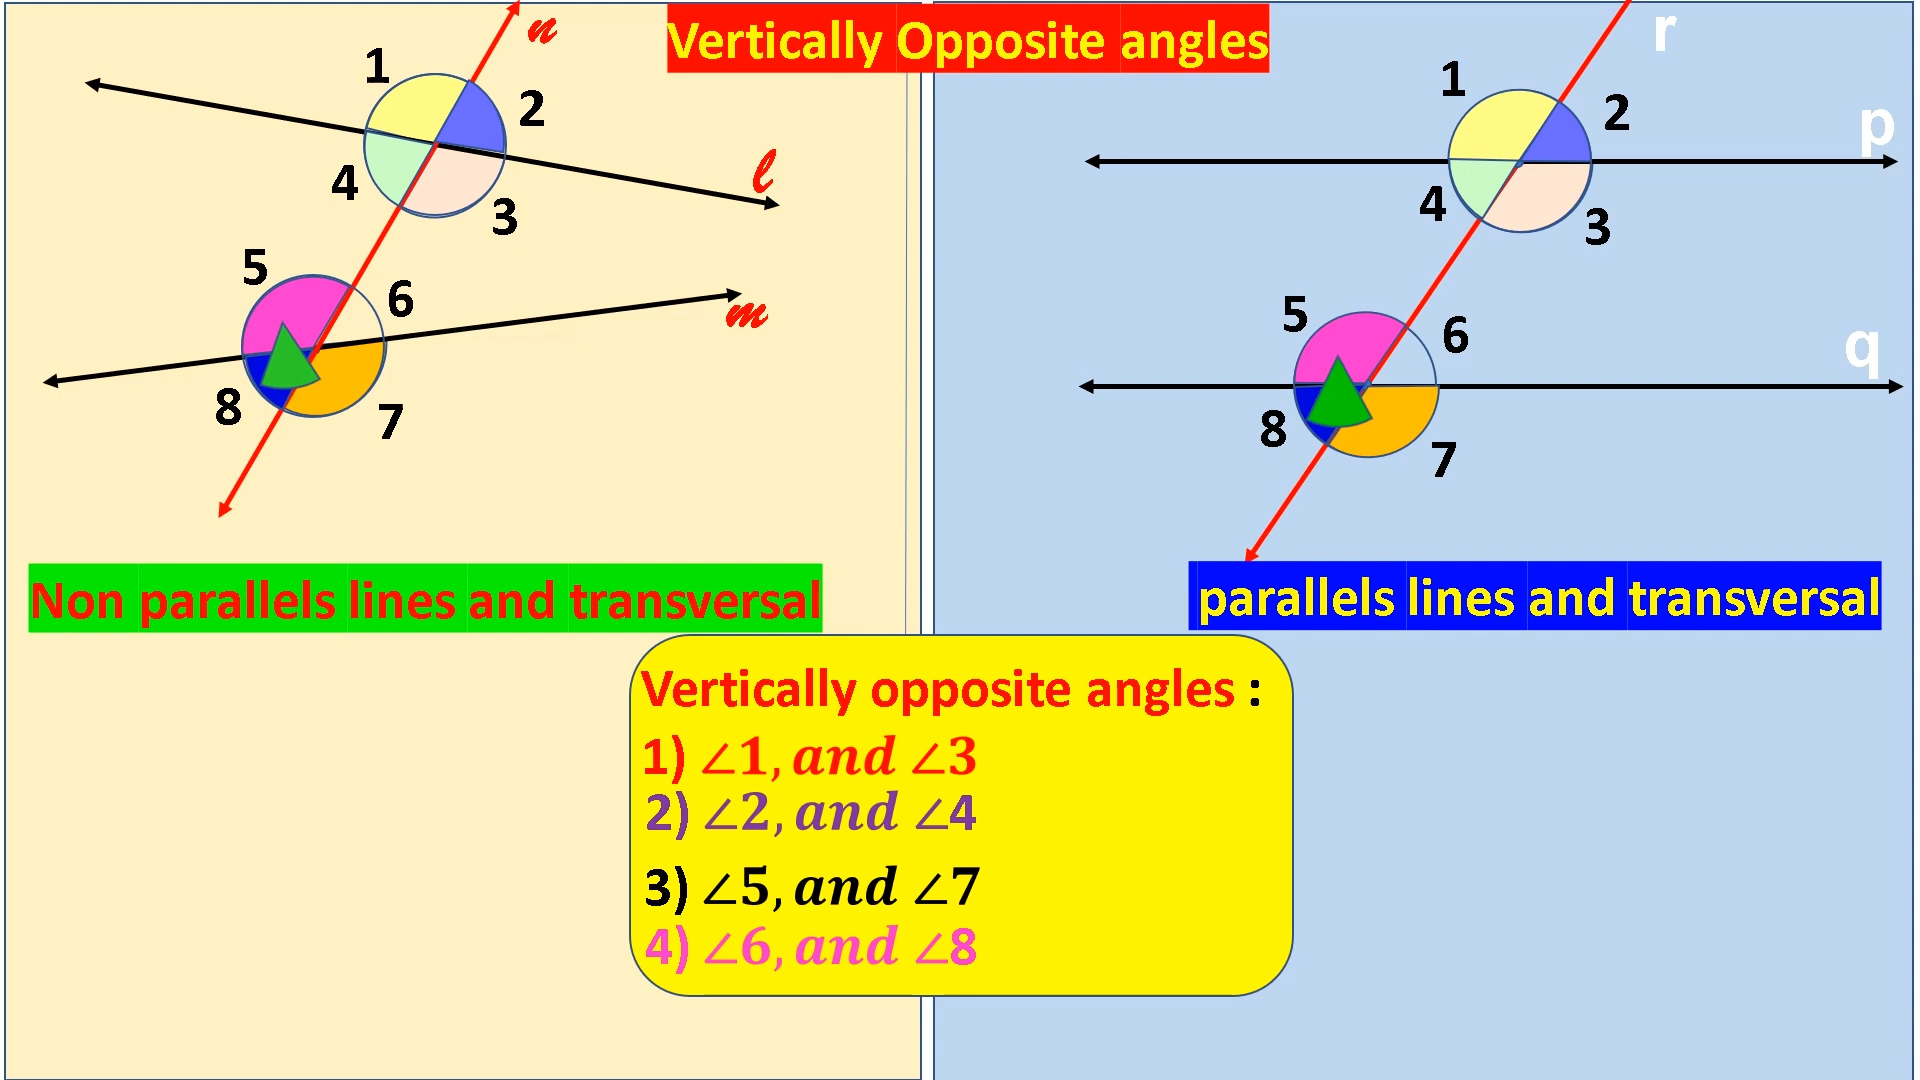 Vertically Opposite angles
n
1
2
l
4
3
5
6
m
8
7
r
1
2
p
4
3
5
6
q
8
7
Non parallels lines and transversal
parallels lines and transversal
Vertically opposite angles :
1) ∠1, and ∠3
2) ∠2, and ∠4
3) ∠5, and ∠7
4) ∠6, and ∠8